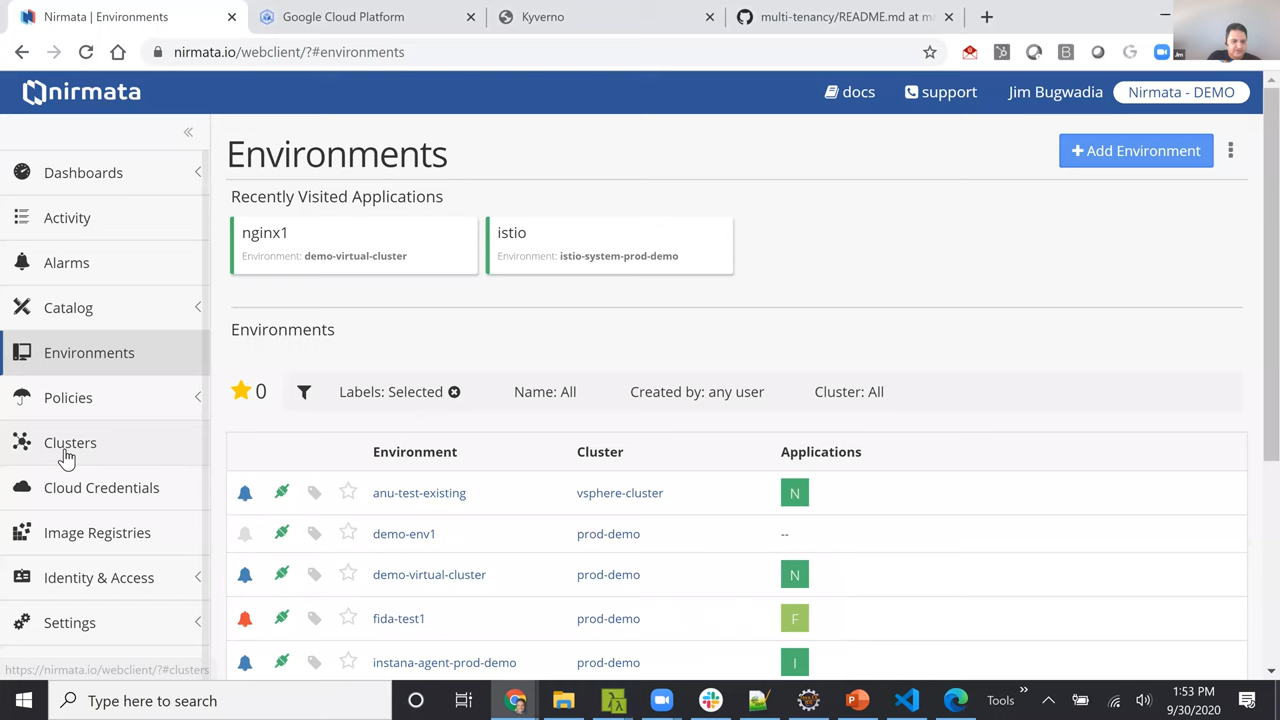 Nirmata | Environments
Google Cloud Platform
Kyverno
multi-tenancy/README.md at ma
nirmata.io/webclient/?#environments
Jim
nirmata
docs
support
Jim Bugwadia
Nirmata - DEMO
Dashboards
Activity
Alarms
Catalog
Environments
Policies
Clusters
Cloud Credentials
Image Registries
Identity & Access
Settings
https://nirmata.io/webclient/?#clusters
Environments
+ Add Environment
Recently Visited Applications
nginx1
Environment: demo-virtual-cluster
istio
Environment: istio-system-prod-demo
Environments
0
Labels: Selected
Name: All
Created by: any user
Cluster: All
Environment Cluster Applications
anu-test-existing vsphere-cluster N
demo-env1 prod-demo --
demo-virtual-cluster prod-demo N
fida-test1 prod-demo F
instana-agent-prod-demo prod-demo I
Type here to search
Tools
1:53 PM
9/30/2020